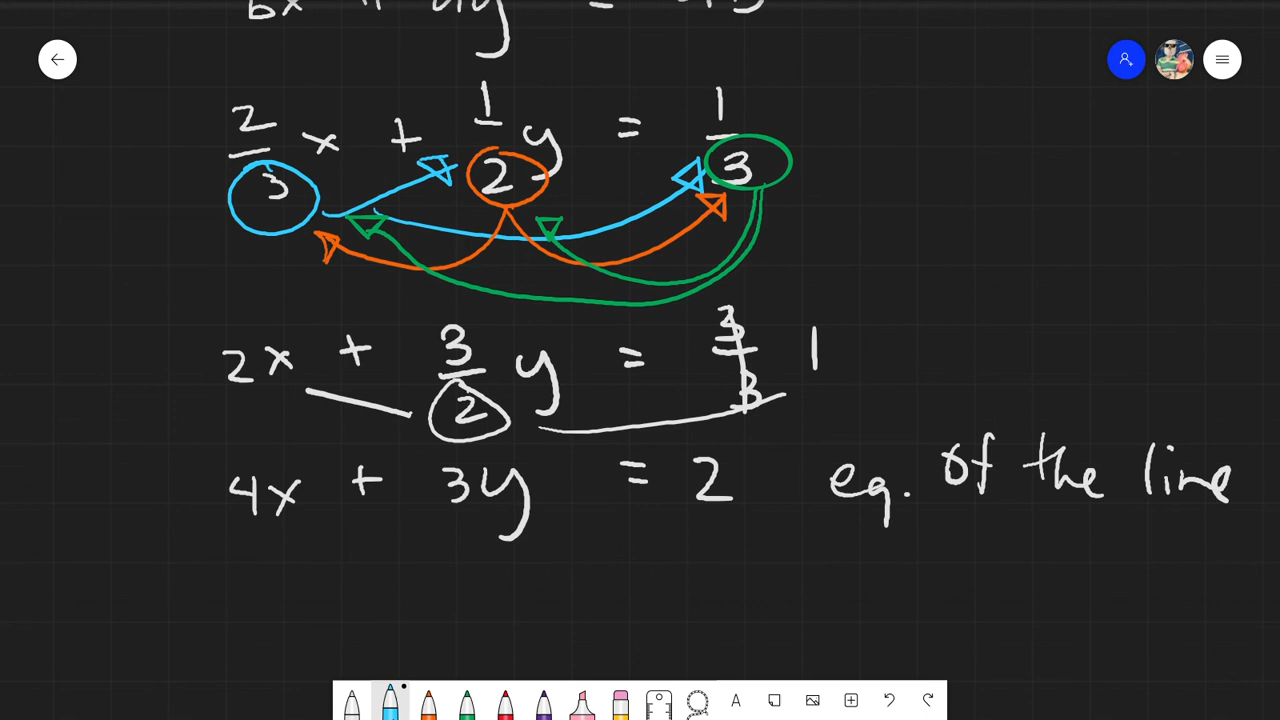 2/3 x + 1/2 y = 1/3
2x + 3/2 y = 3/3 1
4x + 3y = 2 eq. of the line
A